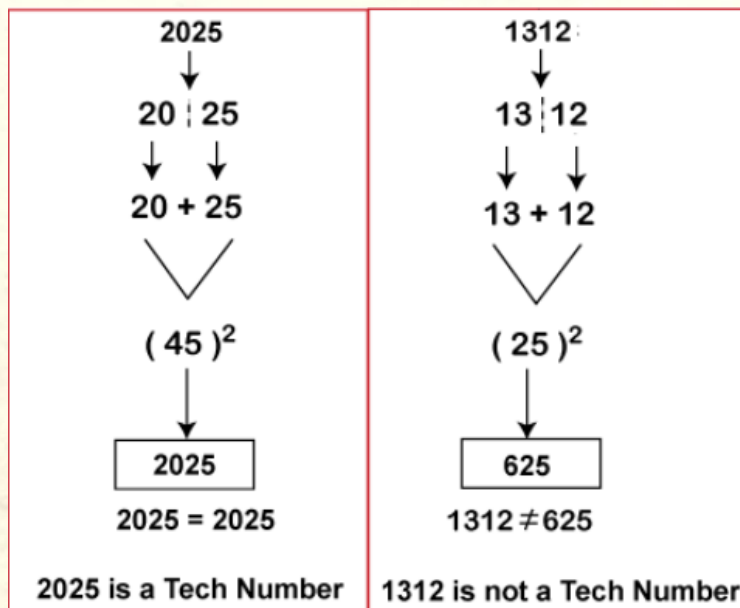 2025
20 25
20 + 25
( 45 )²
2025
2025 = 2025
2025 is a Tech Number
1312
13 12
13 + 12
( 25 )²
625
1312 ≠ 625
1312 is not a Tech Number